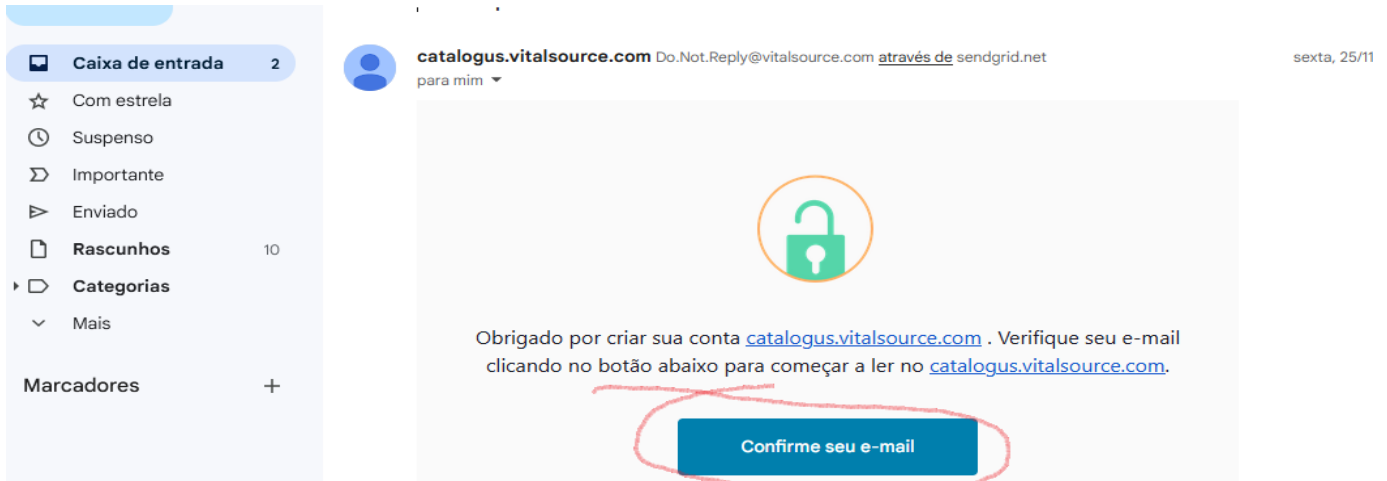 Caixa de entrada 2
Com estrela
Suspenso
Importante
Enviado
Rascunhos 10
Categorias
Mais
Marcadores +
catalogus.vitalsource.com Do.Not.Reply@vitalsource.com através de sendgrid.net sexta, 25/11
para mim
Obrigado por criar sua conta catalogus.vitalsource.com . Verifique seu e-mail
clicando no botão abaixo para começar a ler no catalogus.vitalsource.com.
Confirme seu e-mail